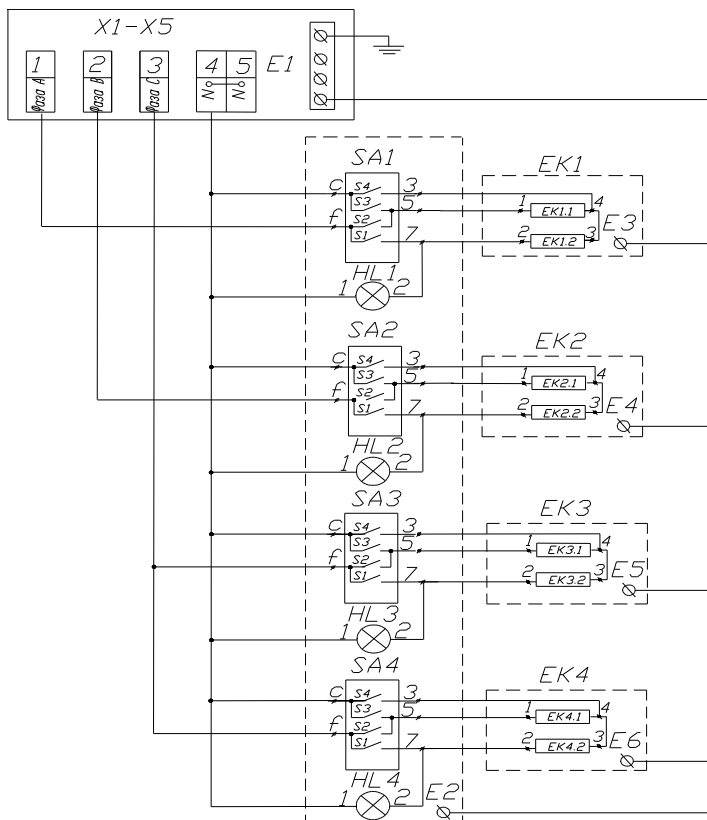 X1-X5
1 2 3 4 5 E1
Фаза А Фаза В Фаза С N N
SA1 EK1
C S4 3
S3 5 1 EK1.1 4
f S2 E3
S1 7 2 EK1.2 3
HL1
1 2
SA2 EK2
C S4 3
S3 5 1 EK2.1 4
f S2 E4
S1 7 2 EK2.2 3
HL2
1 2
SA3 EK3
C S4 3
S3 5 1 EK3.1 4
f S2 E5
S1 7 2 EK3.2 3
HL3
1 2
SA4 EK4
C S4 3
S3 5 1 EK4.1 4
f S2 E6
S1 7 2 EK4.2 3
HL4
1 2 E2